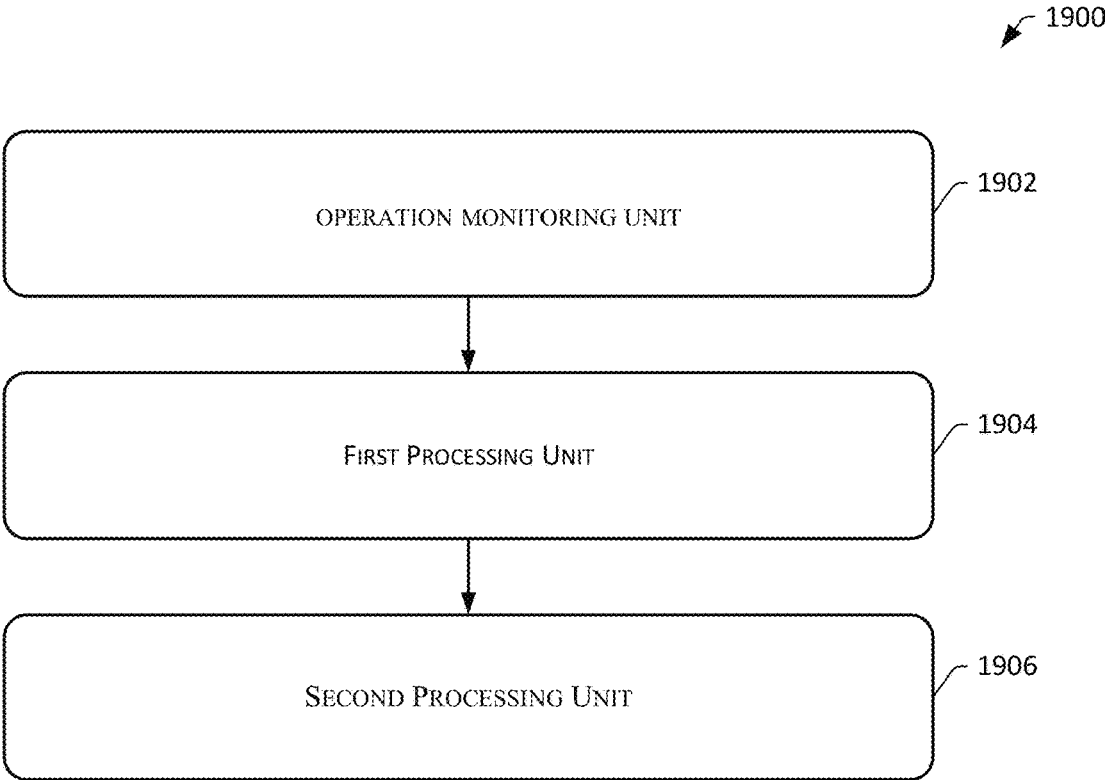 1900
OPERATION MONITORING UNIT
1902
FIRST PROCESSING UNIT
1904
SECOND PROCESSING UNIT
1906